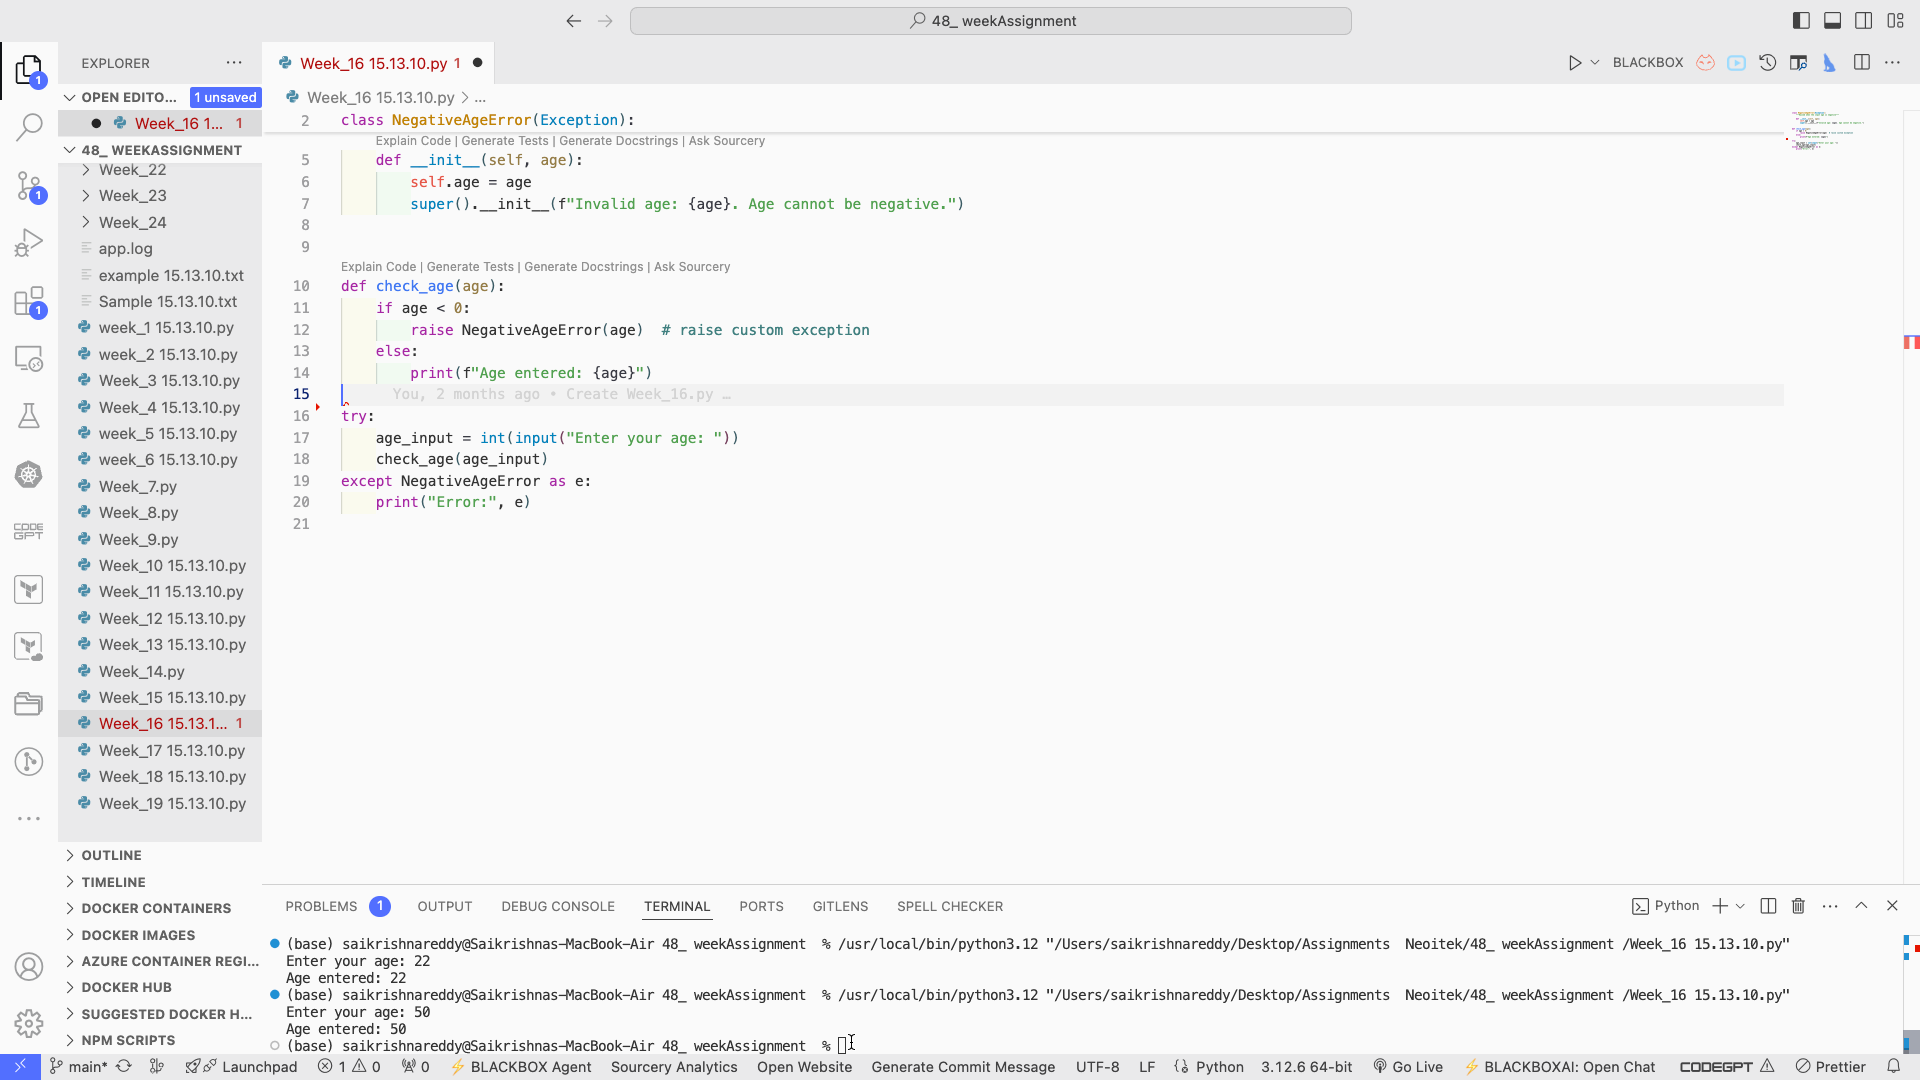 48_ weekAssignment
EXPLORER
Week_16 15.13.10.py 1
BLACKBOX
OPEN EDITO... 1 unsaved
Week_16 1... 1
48_ WEEKASSIGNMENT
Week_22
Week_23
Week_24
app.log
example 15.13.10.txt
Sample 15.13.10.txt
week_1 15.13.10.py
week_2 15.13.10.py
Week_3 15.13.10.py
Week_4 15.13.10.py
week_5 15.13.10.py
week_6 15.13.10.py
Week_7.py
Week_8.py
Week_9.py
Week_10 15.13.10.py
Week_11 15.13.10.py
Week_12 15.13.10.py
Week_13 15.13.10.py
Week_14.py
Week_15 15.13.10.py
Week_16 15.13.1... 1
Week_17 15.13.10.py
Week_18 15.13.10.py
Week_19 15.13.10.py
OUTLINE
TIMELINE
DOCKER CONTAINERS
DOCKER IMAGES
AZURE CONTAINER REGI...
DOCKER HUB
SUGGESTED DOCKER H...
NPM SCRIPTS
1
1
1
CODE GPT
Week_16 15.13.10.py > ...
2 class NegativeAgeError(Exception):
Explain Code | Generate Tests | Generate Docstrings | Ask Sourcery
5 def __init__(self, age):
6 self.age = age
7 super().__init__(f"Invalid age: {age}. Age cannot be negative.")
8
9
Explain Code | Generate Tests | Generate Docstrings | Ask Sourcery
10 def check_age(age):
11 if age < 0:
12 raise NegativeAgeError(age)  # raise custom exception
13 else:
14 print(f"Age entered: {age}")
15 You, 2 months ago • Create Week_16.py …
16 try:
17 age_input = int(input("Enter your age: "))
18 check_age(age_input)
19 except NegativeAgeError as e:
20 print("Error:", e)
21
PROBLEMS 1 OUTPUT DEBUG CONSOLE TERMINAL PORTS GITLENS SPELL CHECKER
Python
(base) saikrishnareddy@Saikrishnas-MacBook-Air 48_ weekAssignment  % /usr/local/bin/python3.12 "/Users/saikrishnareddy/Desktop/Assignments  Neoitek/48_ weekAssignment /Week_16 15.13.10.py"
Enter your age: 22
Age entered: 22
(base) saikrishnareddy@Saikrishnas-MacBook-Air 48_ weekAssignment  % /usr/local/bin/python3.12 "/Users/saikrishnareddy/Desktop/Assignments  Neoitek/48_ weekAssignment /Week_16 15.13.10.py"
Enter your age: 50
Age entered: 50
(base) saikrishnareddy@Saikrishnas-MacBook-Air 48_ weekAssignment  %
main* Launchpad 1 0 0 BLACKBOX Agent Sourcery Analytics Open Website Generate Commit Message UTF-8 LF Python 3.12.6 64-bit Go Live BLACKBOXAI: Open Chat CODEGPT Prettier